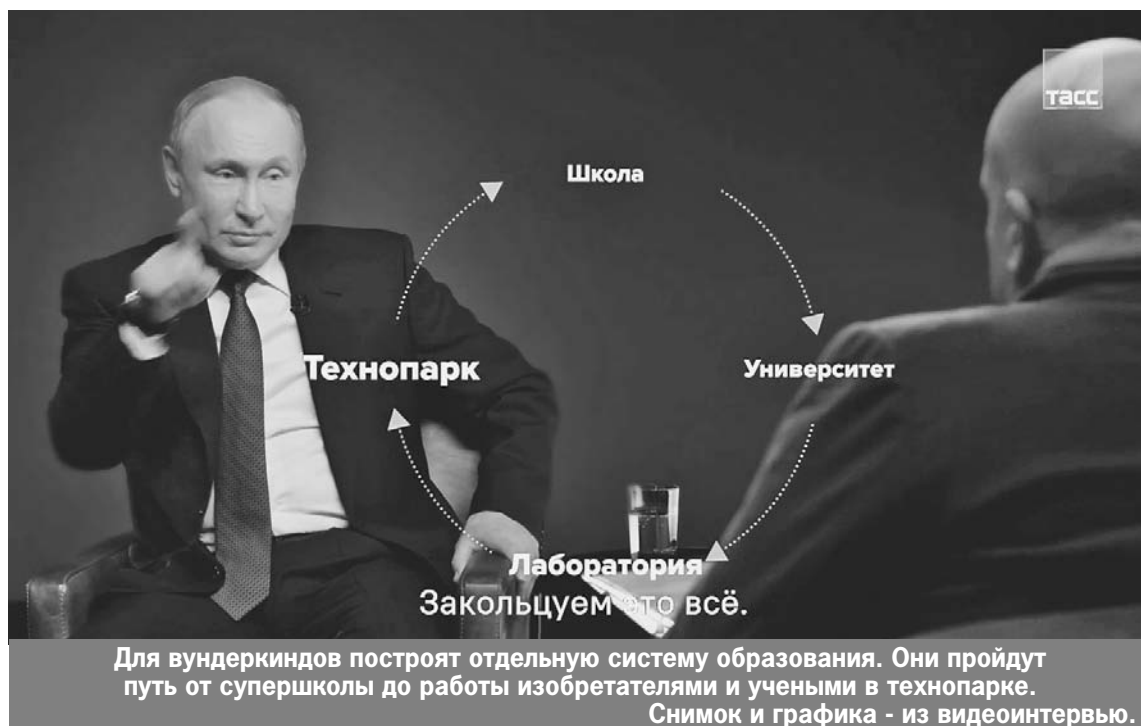 тасс
Школа
Технопарк
Университет
Лаборатория
Закольцуем это всё.
Для вундеркиндов построят отдельную систему образования. Они пройдут
путь от супершколы до работы изобретателями и учеными в технопарке.
Снимок и графика - из видеоинтервью